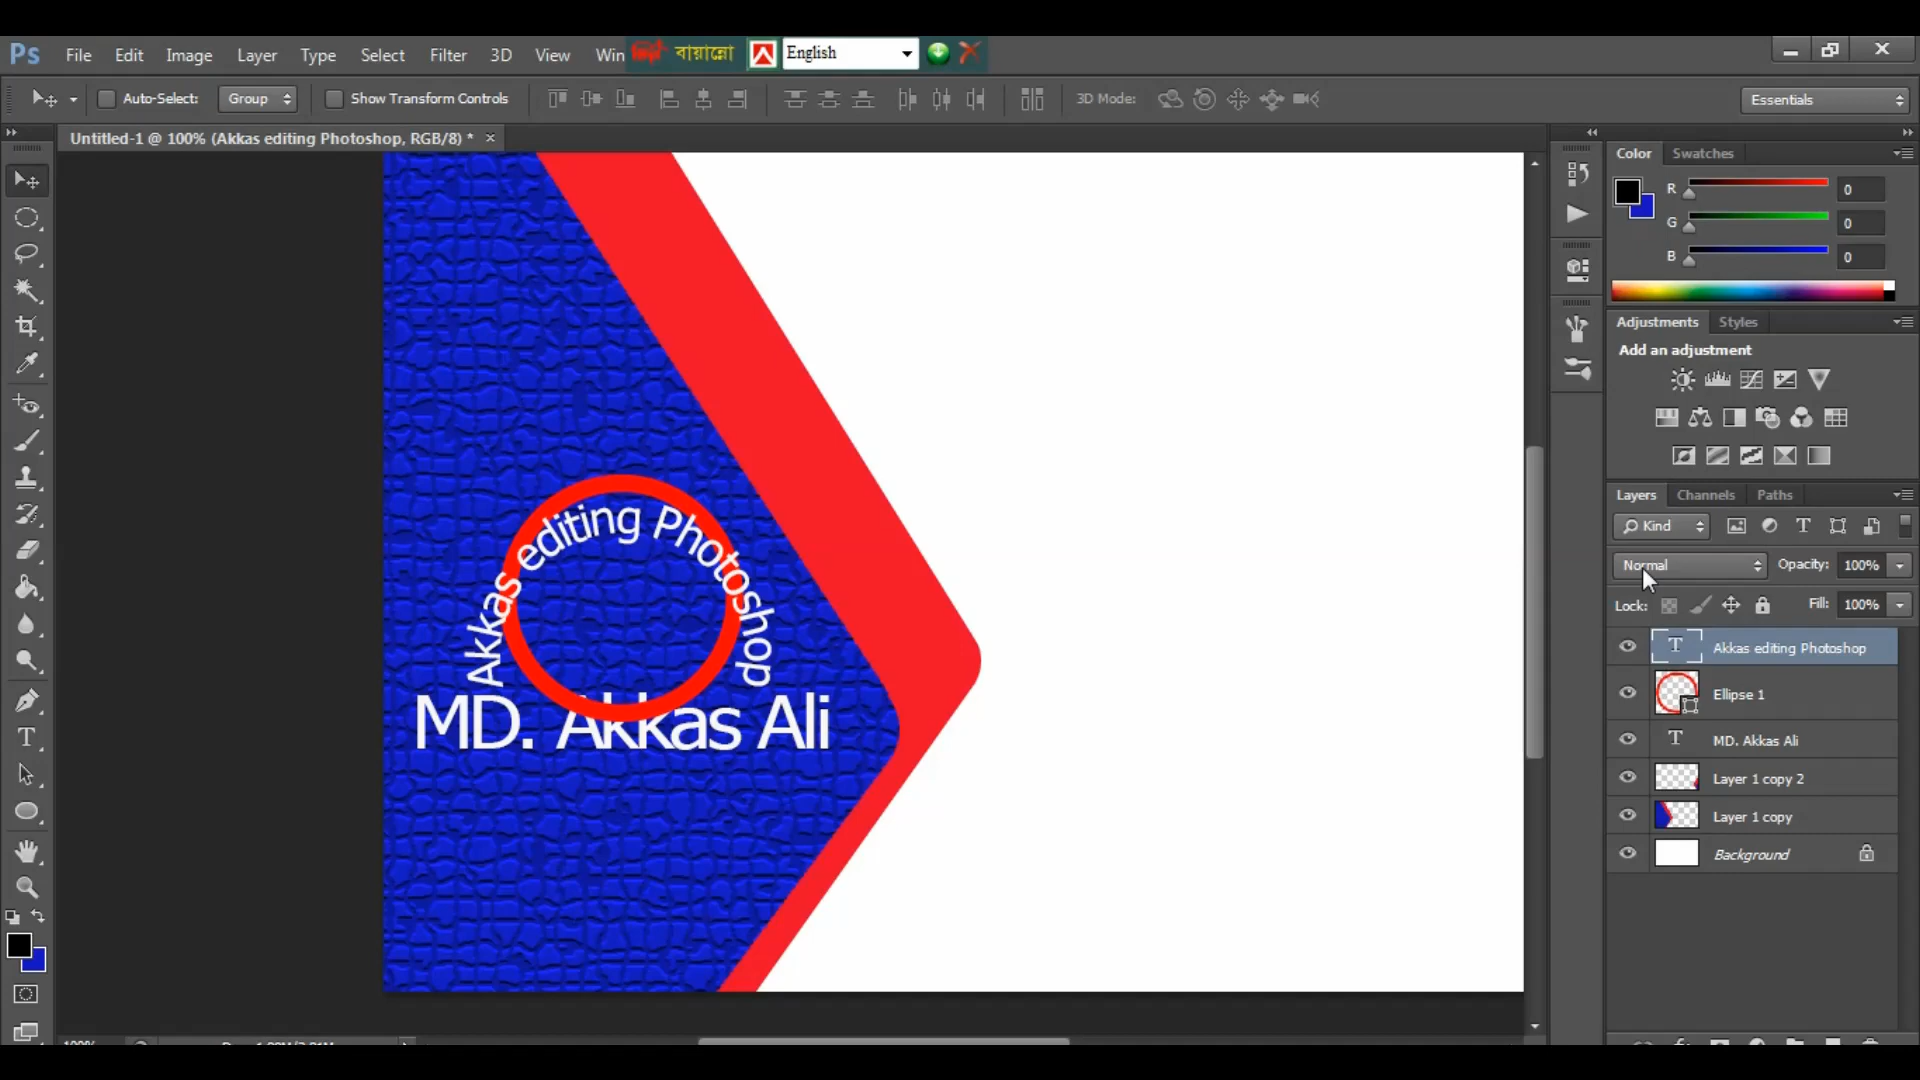 Ps File Edit Image Layer Type Select Filter 3D View Win বায়ান্নো English
Auto-Select: Group Show Transform Controls 3D Mode: Essentials
Untitled-1 @ 100% (Akkas editing Photoshop, RGB/8) * ×
Color Swatches
R 0
G 0
B 0
Adjustments Styles
Add an adjustment
Layers Channels Paths
Kind
Normal Opacity: 100%
Lock: Fill: 100%
Akkas editing Photoshop
Ellipse 1
MD. Akkas Ali
Layer 1 copy 2
Layer 1 copy
Background
Akkas editing Photoshop
MD. Akkas Ali